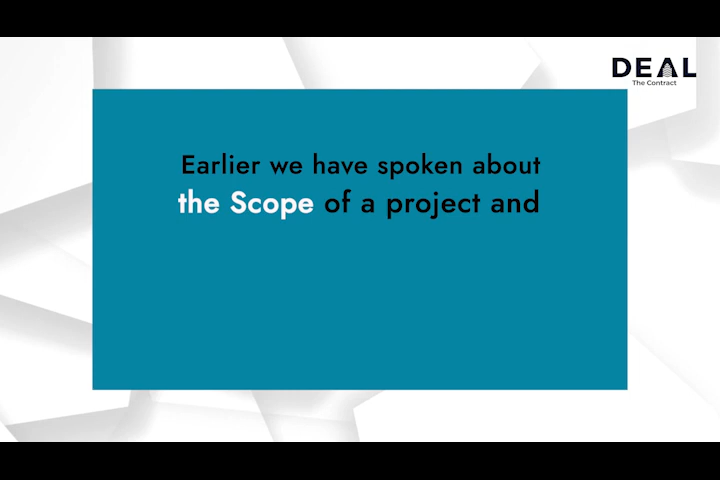 DEAL
The Contract
Earlier we have spoken about
the Scope of a project and